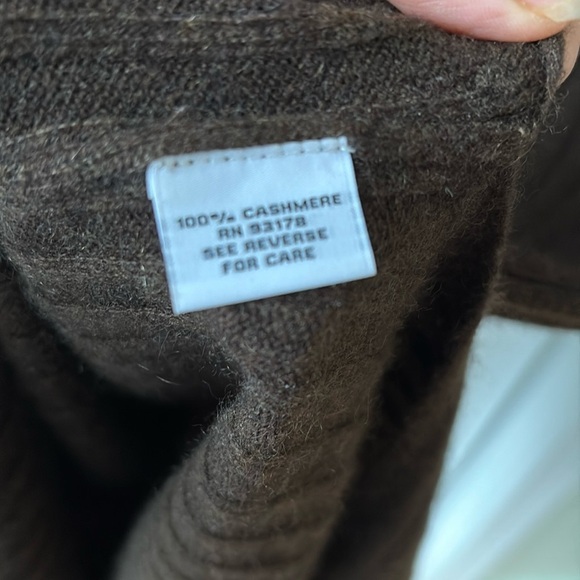 100% CASHMERE
RN 93178
SEE REVERSE
FOR CARE